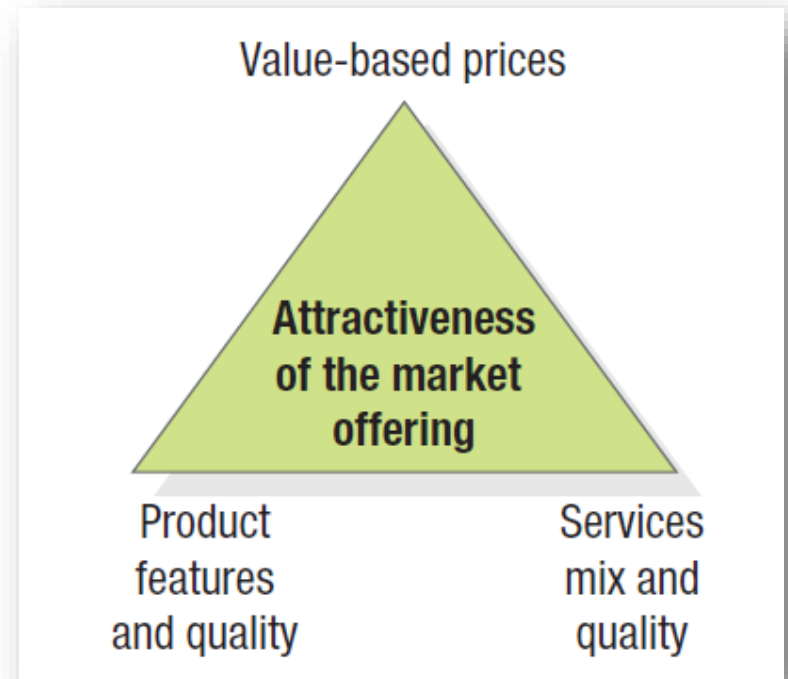 Value-based prices
Attractiveness
of the market
offering
Product
features
and quality
Services
mix and
quality